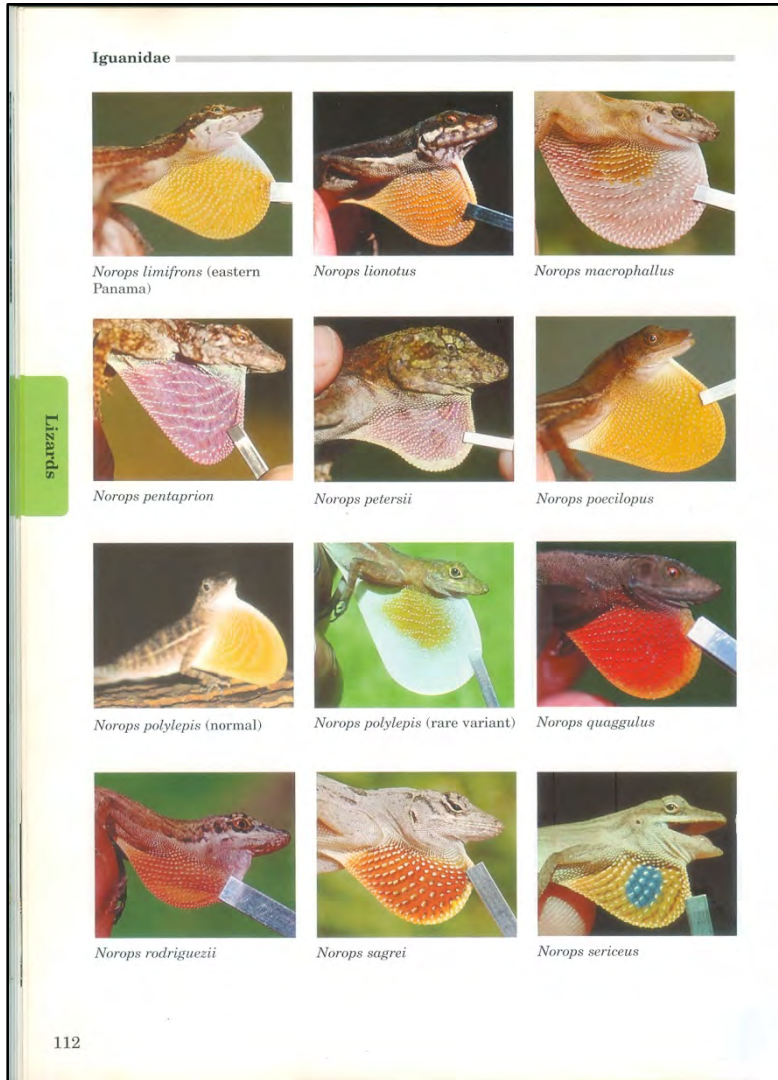 Iguanidae
Norops limifrons (eastern
Panama)
Norops lionotus
Norops macrophallus
Lizards
Norops pentaprion
Norops petersii
Norops poecilopus
Norops polylepis (normal)
Norops polylepis (rare variant)
Norops quaggulus
Norops rodriguezii
Norops sagrei
Norops sericeus
112